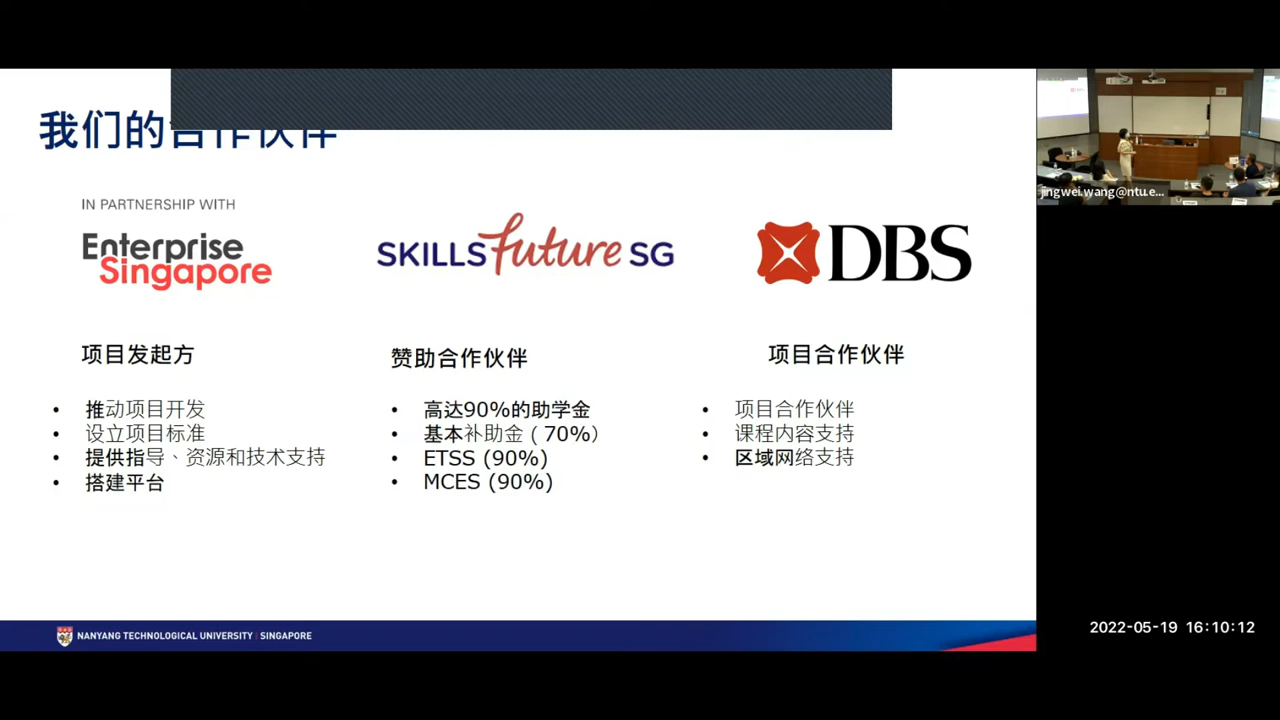 我们的合作伙伴
IN PARTNERSHIP WITH
Enterprise
Singapore
SKILLS future SG
DBS
项目发起方
• 推动项目开发
• 设立项目标准
• 提供指导、资源和技术支持
• 搭建平台
赞助合作伙伴
• 高达90%的助学金
• 基本补助金 ( 70%)
• ETSS (90%)
• MCES (90%)
项目合作伙伴
• 项目合作伙伴
• 课程内容支持
• 区域网络支持
NANYANG TECHNOLOGICAL UNIVERSITY | SINGAPORE
jingwei.wang@ntu.e...
2022-05-19 16:10:12